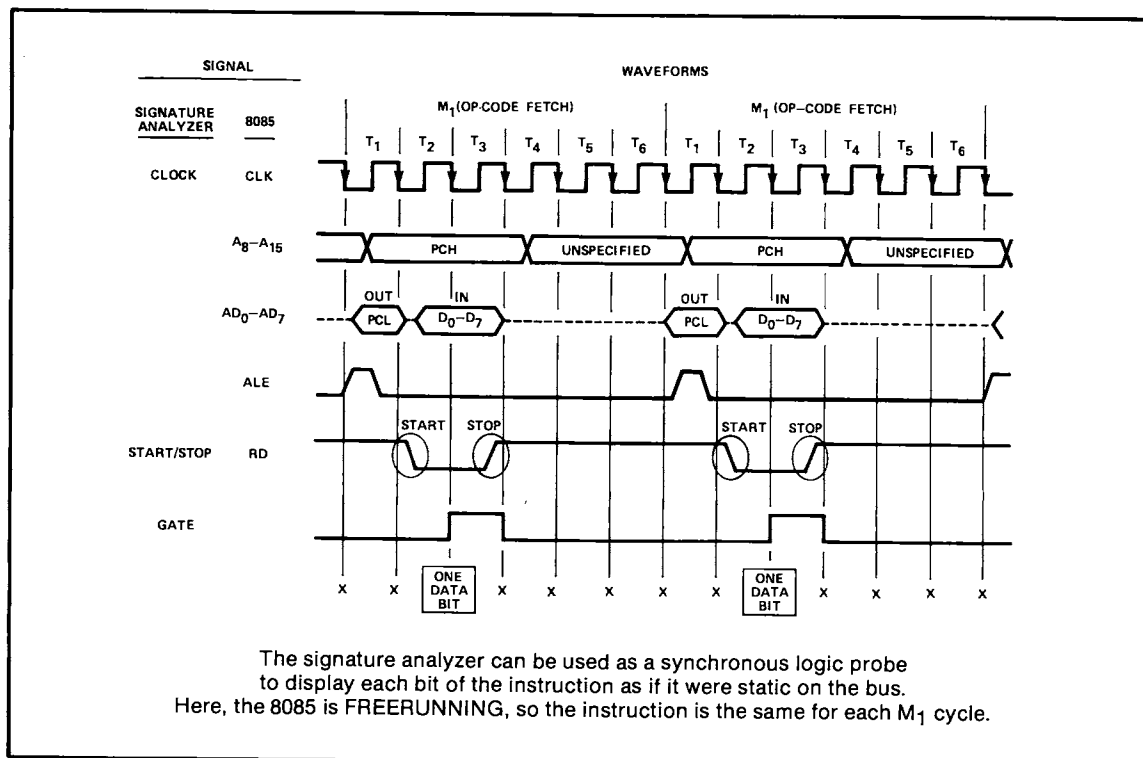 SIGNAL
WAVEFORMS
SIGNATURE ANALYZER
8085
M1 (OP-CODE FETCH)
M1 (OP-CODE FETCH)
T1 T2 T3 T4 T5 T6 T1 T2 T3 T4 T5 T6
CLOCK CLK
A8–A15 PCH UNSPECIFIED PCH UNSPECIFIED
OUT IN OUT IN
AD0–AD7 PCL D0–D7 PCL D0–D7
ALE
START STOP START STOP
START/STOP RD
GATE
X X ONE DATA BIT X X X X X ONE DATA BIT X X X X
The signature analyzer can be used as a synchronous logic probe
to display each bit of the instruction as if it were static on the bus.
Here, the 8085 is FREERUNNING, so the instruction is the same for each M1 cycle.